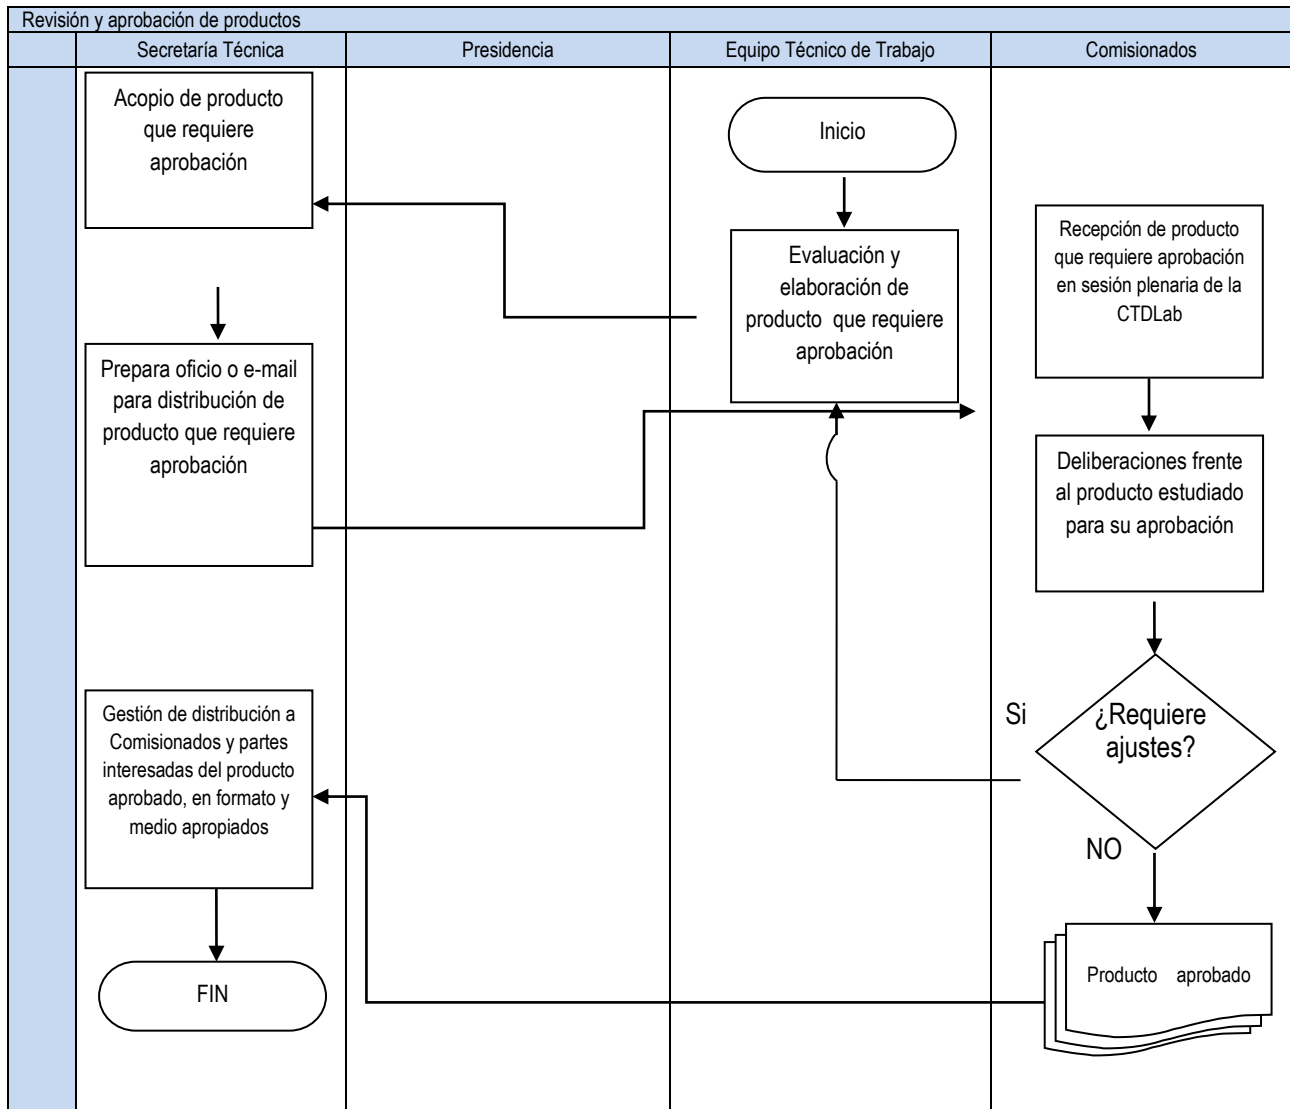 Revisión y aprobación de productos
Secretaría Técnica
Presidencia
Equipo Técnico de Trabajo
Comisionados
Acopio de producto
que requiere
aprobación
Inicio
Recepción de producto
que requiere aprobación
en sesión plenaria de la
CTDLab
Evaluación y
elaboración de
producto que requiere
aprobación
Prepara oficio o e-mail
para distribución de
producto que requiere
aprobación
Deliberaciones frente
al producto estudiado
para su aprobación
Si
¿Requiere
ajustes?
NO
Gestión de distribución a
Comisionados y partes
interesadas del producto
aprobado, en formato y
medio apropiados
Producto aprobado
FIN